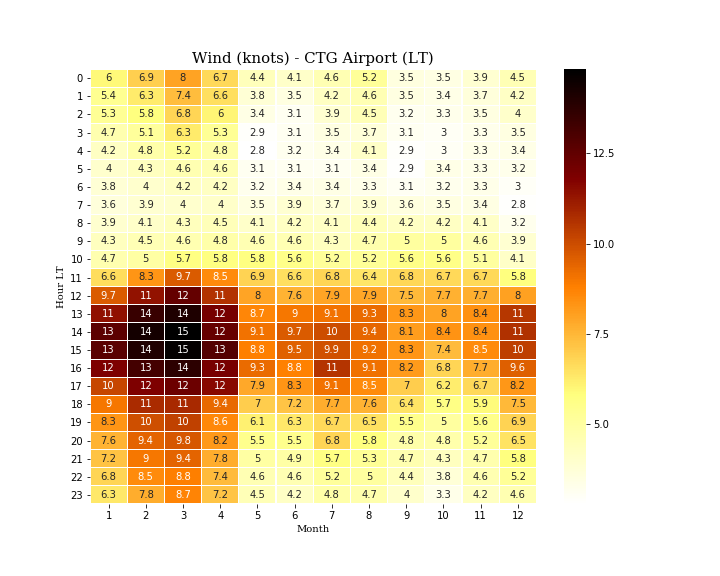 Wind (knots) - CTG Airport (LT)
0 6 6.9 8 6.7 4.4 4.1 4.6 5.2 3.5 3.5 3.9 4.5
1 5.4 6.3 7.4 6.6 3.8 3.5 4.2 4.6 3.5 3.4 3.7 4.2
2 5.3 5.8 6.8 6 3.4 3.1 3.9 4.5 3.2 3.3 3.5 4
3 4.7 5.1 6.3 5.3 2.9 3.1 3.5 3.7 3.1 3 3.3 3.5
4 4.2 4.8 5.2 4.8 2.8 3.2 3.4 4.1 2.9 3 3.3 3.4
5 4 4.3 4.6 4.6 3.1 3.1 3.1 3.4 2.9 3.4 3.3 3.2
6 3.8 4 4.2 4.2 3.2 3.4 3.4 3.3 3.1 3.2 3.3 3
7 3.6 3.9 4 4 3.5 3.9 3.7 3.9 3.6 3.5 3.4 2.8
8 3.9 4.1 4.3 4.5 4.1 4.2 4.1 4.4 4.2 4.2 4.1 3.2
9 4.3 4.5 4.6 4.8 4.6 4.6 4.3 4.7 5 5 4.6 3.9
10 4.7 5 5.7 5.8 5.8 5.6 5.2 5.2 5.6 5.6 5.1 4.1
11 6.6 8.3 9.7 8.5 6.9 6.6 6.8 6.4 6.8 6.7 6.7 5.8
12 9.7 11 12 11 8 7.6 7.9 7.9 7.5 7.7 7.7 8
13 11 14 14 12 8.7 9 9.1 9.3 8.3 8 8.4 11
14 13 14 15 12 9.1 9.7 10 9.4 8.1 8.4 8.4 11
15 13 14 15 13 8.8 9.5 9.9 9.2 8.3 7.4 8.5 10
16 12 13 14 12 9.3 8.8 11 9.1 8.2 6.8 7.7 9.6
17 10 12 12 12 7.9 8.3 9.1 8.5 7 6.2 6.7 8.2
18 9 11 11 9.4 7 7.2 7.7 7.6 6.4 5.7 5.9 7.5
19 8.3 10 10 8.6 6.1 6.3 6.7 6.5 5.5 5 5.6 6.9
20 7.6 9.4 9.8 8.2 5.5 5.5 6.8 5.8 4.8 4.8 5.2 6.5
21 7.2 9 9.4 7.8 5 4.9 5.7 5.3 4.7 4.3 4.7 5.8
22 6.8 8.5 8.8 7.4 4.6 4.6 5.2 5 4.4 3.8 4.6 5.2
23 6.3 7.8 8.7 7.2 4.5 4.2 4.8 4.7 4 3.3 4.2 4.6
1 2 3 4 5 6 7 8 9 10 11 12
Month
Hour LT
12.5
10.0
7.5
5.0